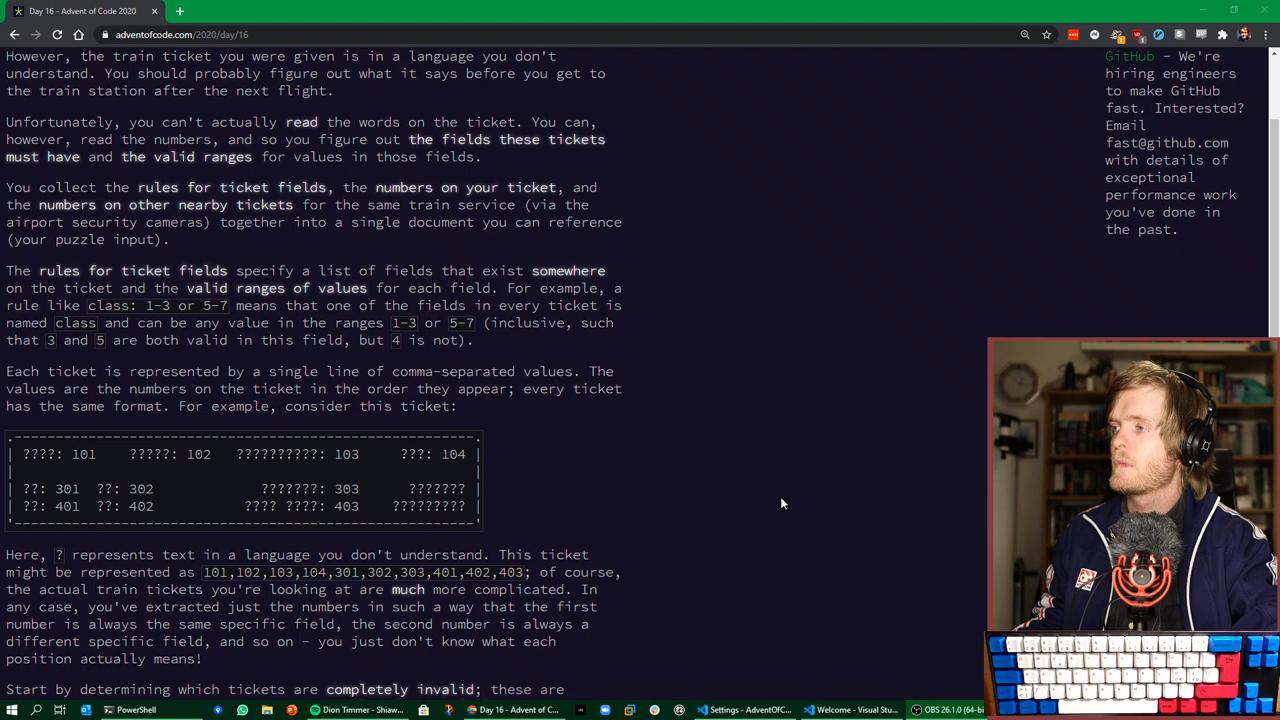 Day 16 - Advent of Code 2020
adventofcode.com/2020/day/16
However, the train ticket you were given is in a language you don't
understand. You should probably figure out what it says before you get to
the train station after the next flight.
Unfortunately, you can't actually read the words on the ticket. You can,
however, read the numbers, and so you figure out the fields these tickets
must have and the valid ranges for values in those fields.
You collect the rules for ticket fields, the numbers on your ticket, and
the numbers on other nearby tickets for the same train service (via the
airport security cameras) together into a single document you can reference
(your puzzle input).
The rules for ticket fields specify a list of fields that exist somewhere
on the ticket and the valid ranges of values for each field. For example, a
rule like class: 1-3 or 5-7 means that one of the fields in every ticket is
named class and can be any value in the ranges 1-3 or 5-7 (inclusive, such
that 3 and 5 are both valid in this field, but 4 is not).
Each ticket is represented by a single line of comma-separated values. The
values are the numbers on the ticket in the order they appear; every ticket
has the same format. For example, consider this ticket:
.--------------------------------------------------------.
| ????: 101    ?????: 102   ??????????: 103     ???: 104 |
|                                                        |
| ??: 301  ??: 302             ???????: 303      ??????? |
| ??: 401  ??: 402           ???? ????: 403    ????????? |
'--------------------------------------------------------'
Here, ? represents text in a language you don't understand. This ticket
might be represented as 101,102,103,104,301,302,303,401,402,403; of course,
the actual train tickets you're looking at are much more complicated. In
any case, you've extracted just the numbers in such a way that the first
number is always the same specific field, the second number is always a
different specific field, and so on - you just don't know what each
position actually means!
Start by determining which tickets are completely invalid; these are
GitHub - We're
hiring engineers
to make GitHub
fast. Interested?
Email
fast@github.com
with details of
exceptional
performance work
you've done in
the past.
PowerShell
Dion Timmer - Shaw...
Day 16 - Advent of C...
Settings - AdventOfC...
Welcome - Visual Stu...
OBS 26.1.0 (64-bi